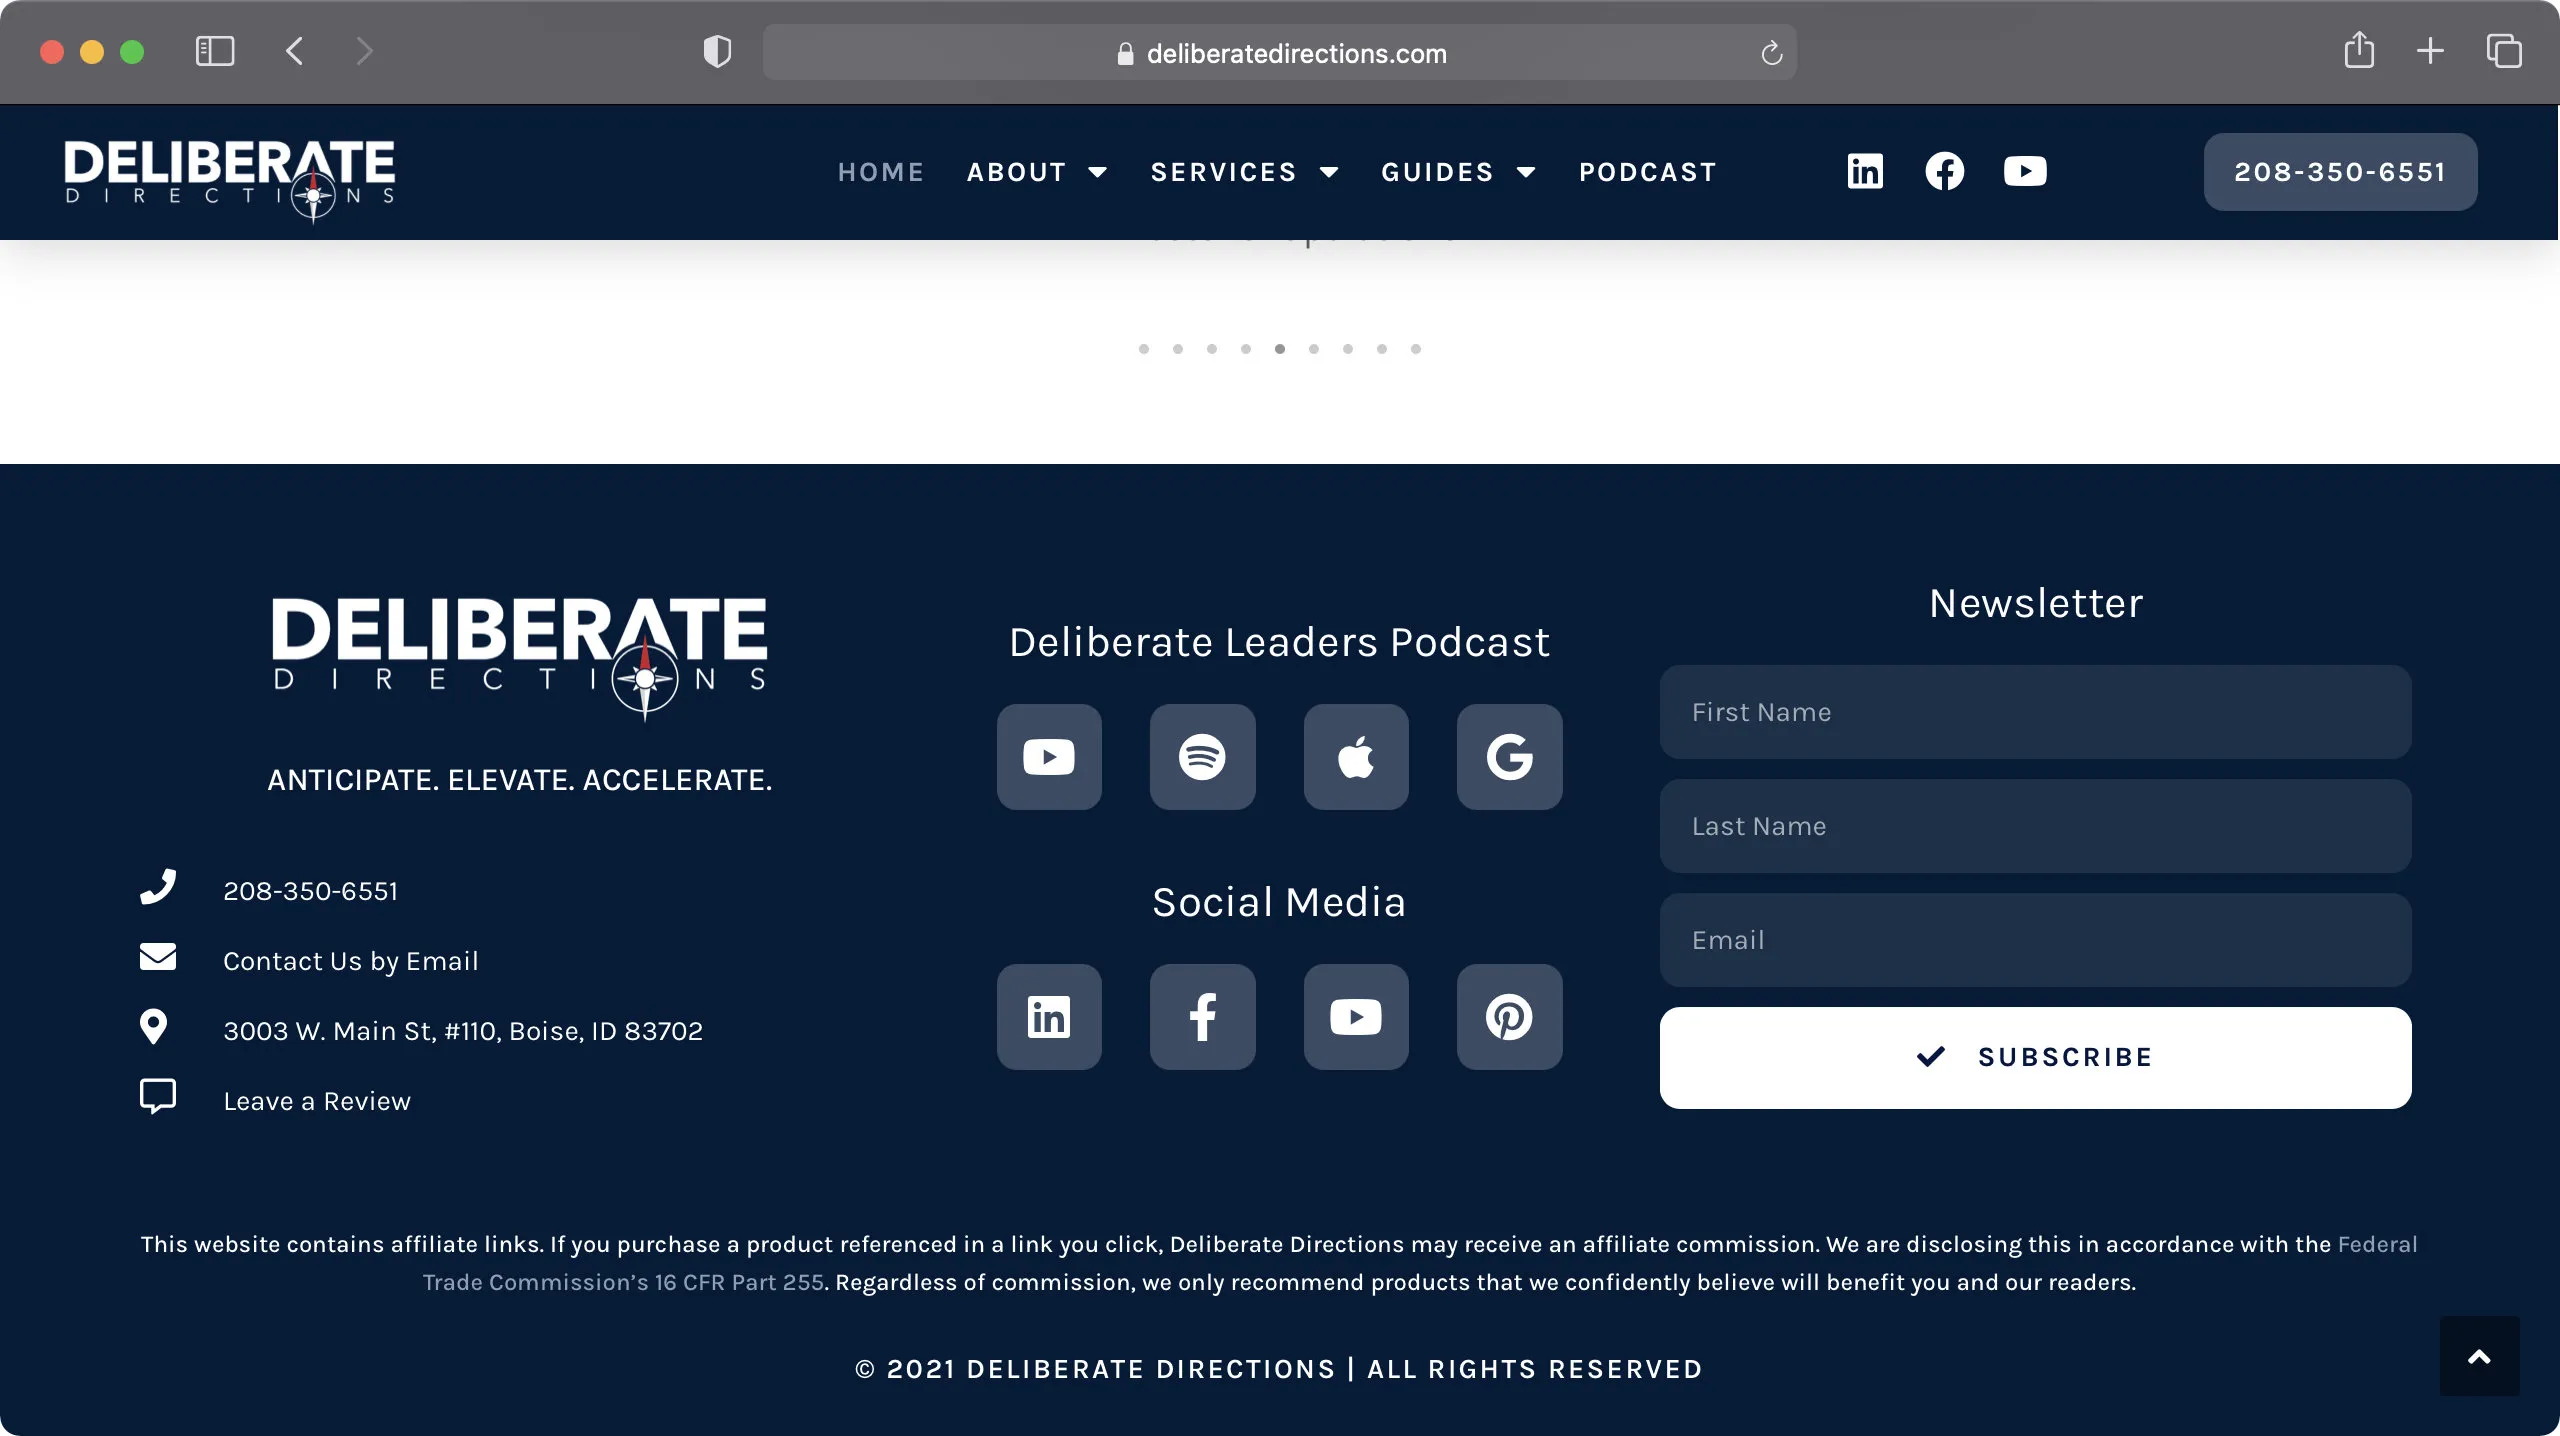 deliberatedirections.com
DELIBERATE
DIRECTIONS
HOME ABOUT SERVICES GUIDES PODCAST
208-350-6551
DELIBERATE
DIRECTIONS
ANTICIPATE. ELEVATE. ACCELERATE.
208-350-6551
Contact Us by Email
3003 W. Main St, #110, Boise, ID 83702
Leave a Review
Deliberate Leaders Podcast
Social Media
Newsletter
First Name
Last Name
Email
SUBSCRIBE
This website contains affiliate links. If you purchase a product referenced in a link you click, Deliberate Directions may receive an affiliate commission. We are disclosing this in accordance with the Federal
Trade Commission’s 16 CFR Part 255. Regardless of commission, we only recommend products that we confidently believe will benefit you and our readers.
© 2021 DELIBERATE DIRECTIONS | ALL RIGHTS RESERVED